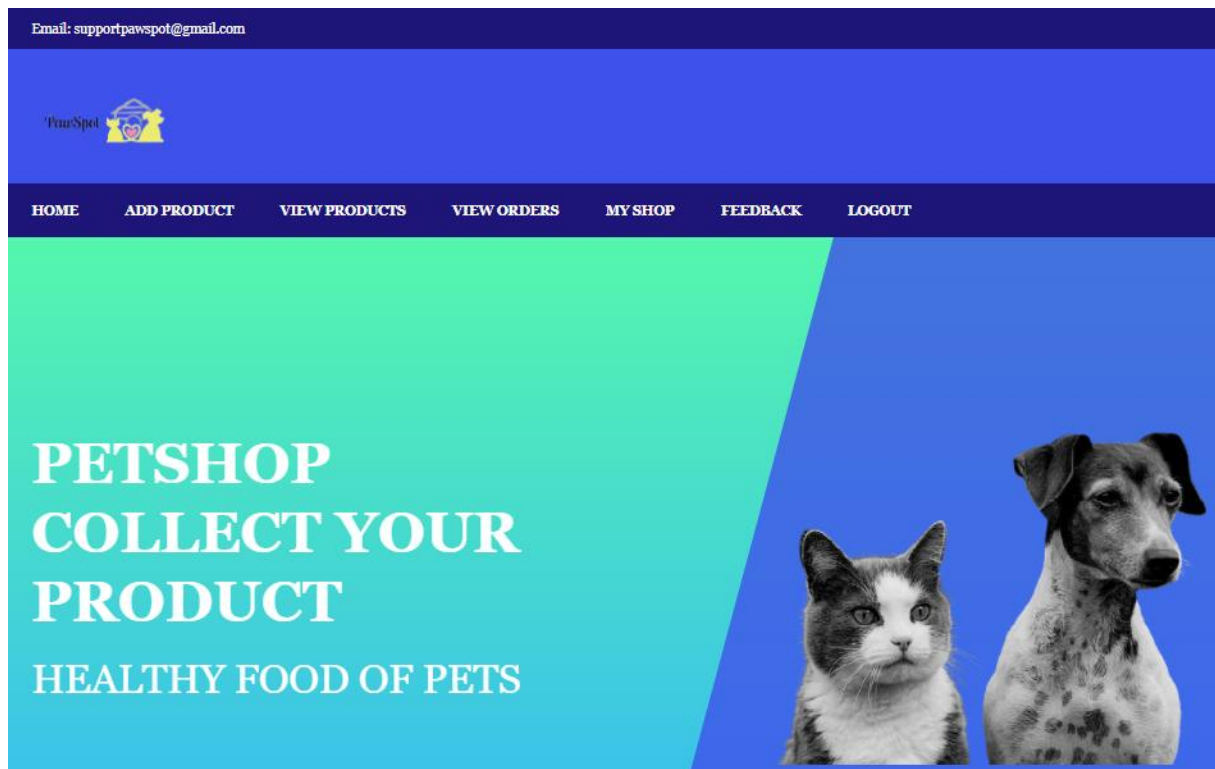 Email: supportpawspot@gmail.com
PawSpot
HOME ADD PRODUCT VIEW PRODUCTS VIEW ORDERS MY SHOP FEEDBACK LOGOUT
PETSHOP
COLLECT YOUR
PRODUCT
HEALTHY FOOD OF PETS